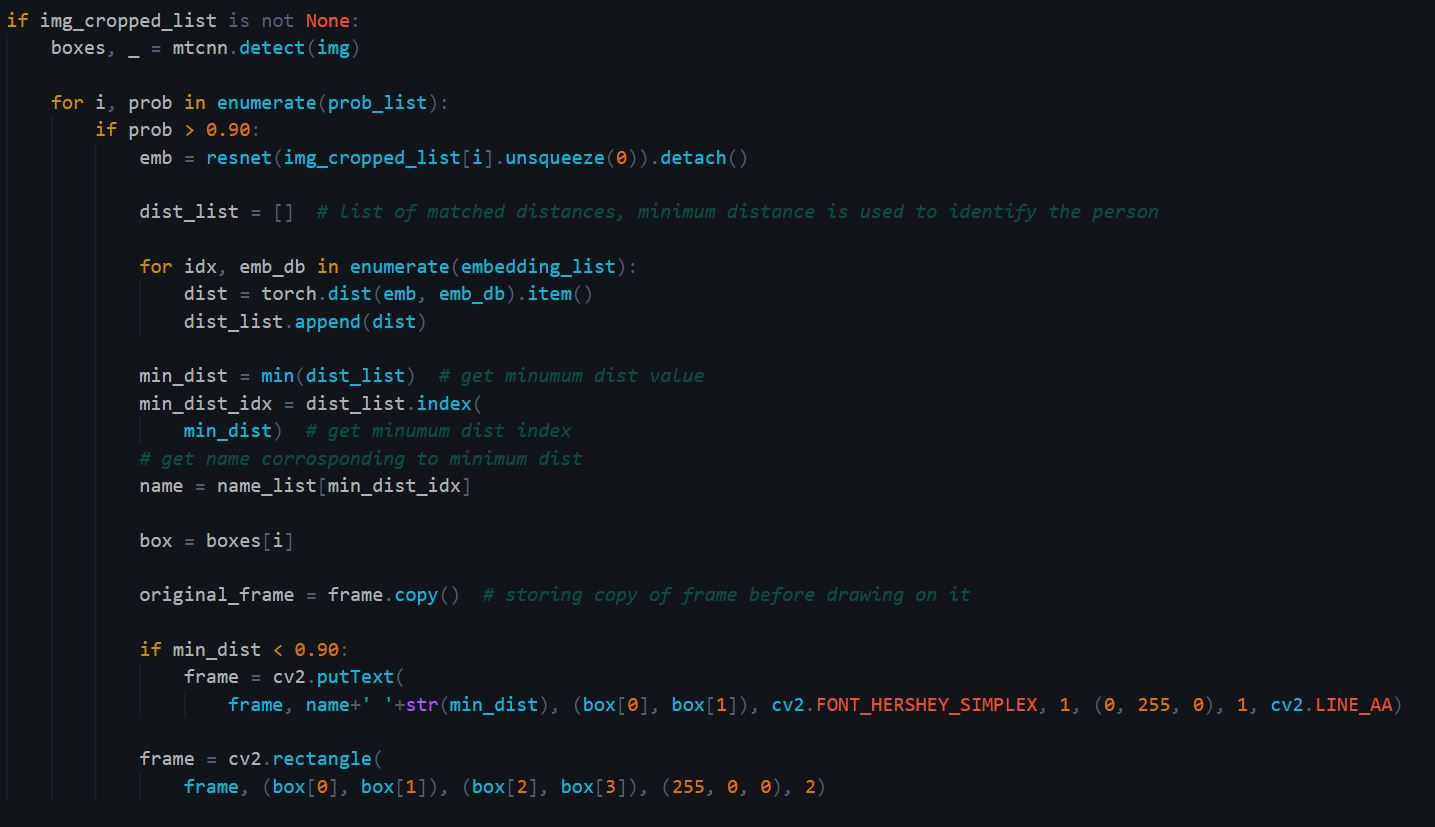 if img_cropped_list is not None:
    boxes, _ = mtcnn.detect(img)

    for i, prob in enumerate(prob_list):
        if prob > 0.90:
            emb = resnet(img_cropped_list[i].unsqueeze(0)).detach()

            dist_list = []  # list of matched distances, minimum distance is used to identify the person

            for idx, emb_db in enumerate(embedding_list):
                dist = torch.dist(emb, emb_db).item()
                dist_list.append(dist)

            min_dist = min(dist_list)  # get minumum dist value
            min_dist_idx = dist_list.index(
                min_dist)  # get minumum dist index
            # get name corrosponding to minimum dist
            name = name_list[min_dist_idx]

            box = boxes[i]

            original_frame = frame.copy()  # storing copy of frame before drawing on it

            if min_dist < 0.90:
                frame = cv2.putText(
                    frame, name+' '+str(min_dist), (box[0], box[1]), cv2.FONT_HERSHEY_SIMPLEX, 1, (0, 255, 0), 1, cv2.LINE_AA)

            frame = cv2.rectangle(
                frame, (box[0], box[1]), (box[2], box[3]), (255, 0, 0), 2)